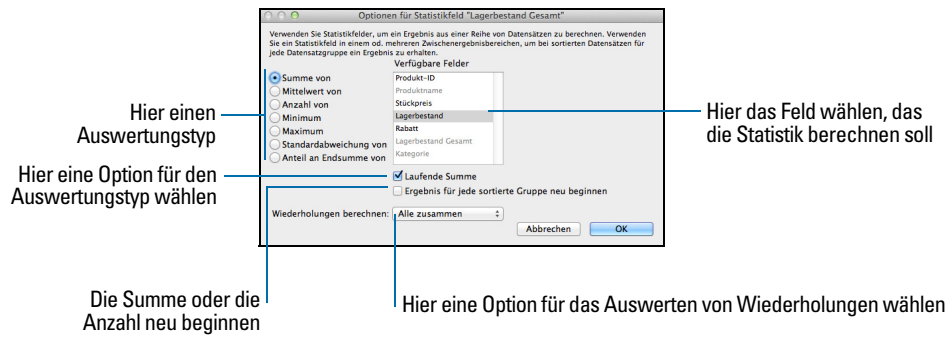 Optionen für Statistikfeld "Lagerbestand Gesamt"
Verwenden Sie Statistikfelder, um ein Ergebnis aus einer Reihe von Datensätzen zu berechnen. Verwenden
Sie ein Statistikfeld in einem od. mehreren Zwischenergebnisbereichen, um bei sortierten Datensätzen für
jede Datensatzgruppe ein Ergebnis zu erhalten.
Verfügbare Felder
Summe von
Mittelwert von
Anzahl von
Minimum
Maximum
Standardabweichung von
Anteil an Endsumme von
Produkt-ID
Produktname
Stückpreis
Lagerbestand
Rabatt
Lagerbestand Gesamt
Kategorie
Laufende Summe
Ergebnis für jede sortierte Gruppe neu beginnen
Wiederholungen berechnen: Alle zusammen
Abbrechen OK
Hier einen
Auswertungstyp
Hier eine Option für den
Auswertungstyp wählen
Hier das Feld wählen, das
die Statistik berechnen soll
Die Summe oder die
Anzahl neu beginnen
Hier eine Option für das Auswerten von Wiederholungen wählen